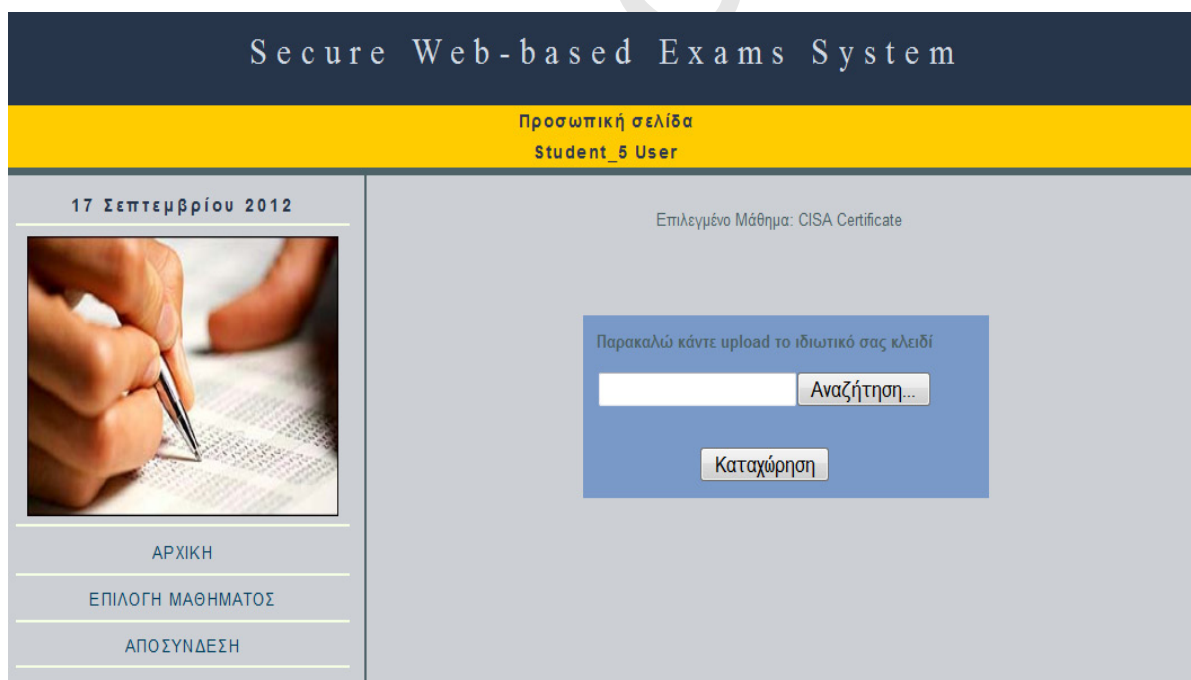 Secure Web-based Exams System
Προσωπική σελίδα
Student_5 User
17 Σεπτεμβρίου 2012
ΑΡΧΙΚΗ
ΕΠΙΛΟΓΗ ΜΑΘΗΜΑΤΟΣ
ΑΠΟΣΥΝΔΕΣΗ
Επιλεγμένο Μάθημα: CISA Certificate
Παρακαλώ κάντε upload το ιδιωτικό σας κλειδί
Αναζήτηση...
Καταχώρηση